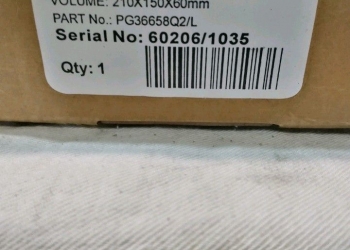 VOLUME: 210X150X60mm
PART No.: PG36658Q2/L
Serial No: 60206/1035
Qty: 1